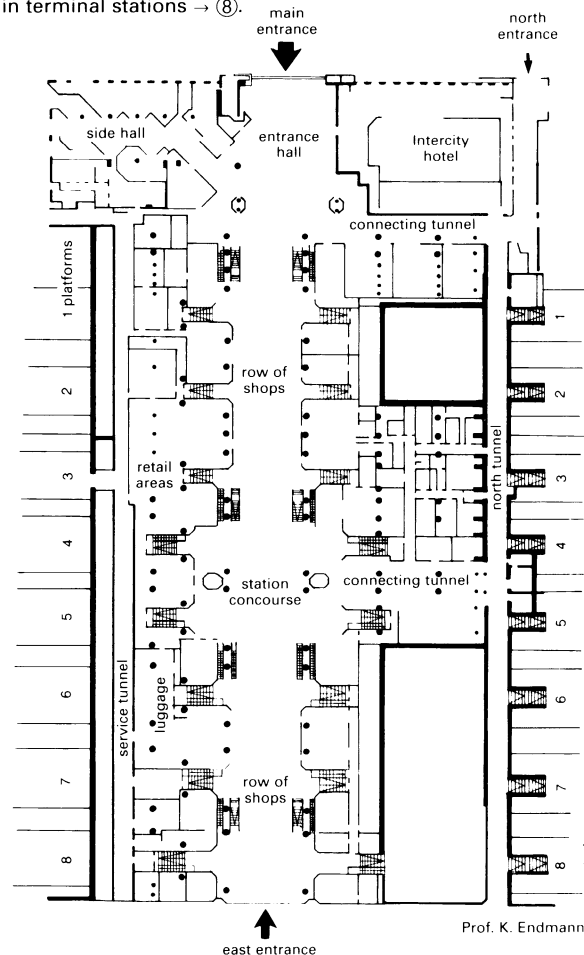 in terminal stations → ⑧.
main
entrance
north
entrance
side hall
entrance
hall
Intercity
hotel
connecting tunnel
1 platforms
1
row of
shops
2
2
retail
areas
north tunnel
3
3
4
4
station
concourse
connecting tunnel
5
5
service tunnel
luggage
6
6
row of
shops
7
7
8
8
Prof. K. Endmann
east entrance